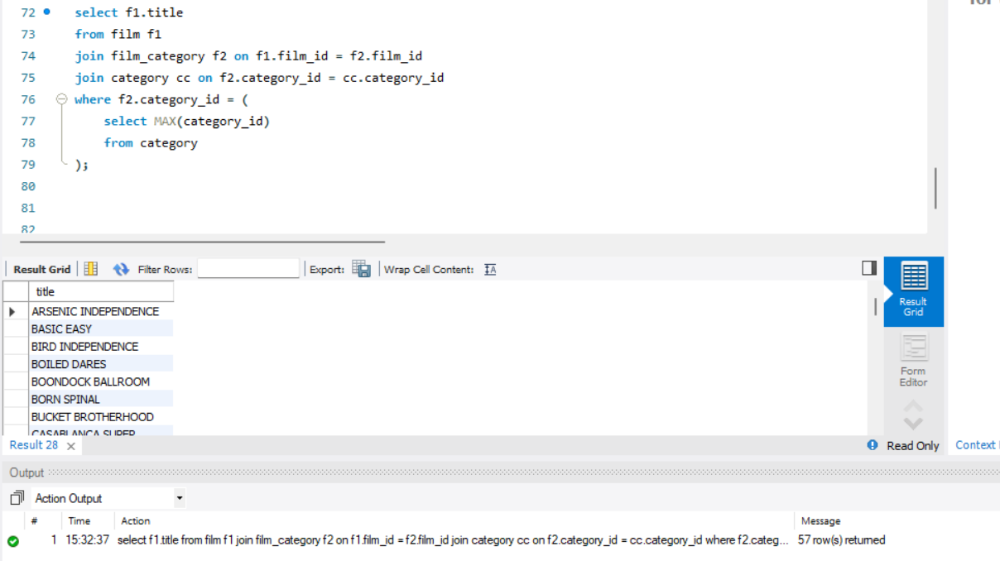 for
72 select f1.title
73 from film f1
74 join film_category f2 on f1.film_id = f2.film_id
75 join category cc on f2.category_id = cc.category_id
76 where f2.category_id = (
77 select MAX(category_id)
78 from category
79 );
80
81
82
Result Grid Filter Rows: Export: Wrap Cell Content: IA
title
ARSENIC INDEPENDENCE
BASIC EASY
BIRD INDEPENDENCE
BOILED DARES
BOONDOCK BALLROOM
BORN SPINAL
BUCKET BROTHERHOOD
CASABLANCA SUPER
Result
Grid
Form
Editor
Result 28 × Read Only Context
Output
Action Output
# Time Action Message
1 15:32:37 select f1.title from film f1 join film_category f2 on f1.film_id = f2.film_id join category cc on f2.category_id = cc.category_id where f2.categ... 57 row(s) returned